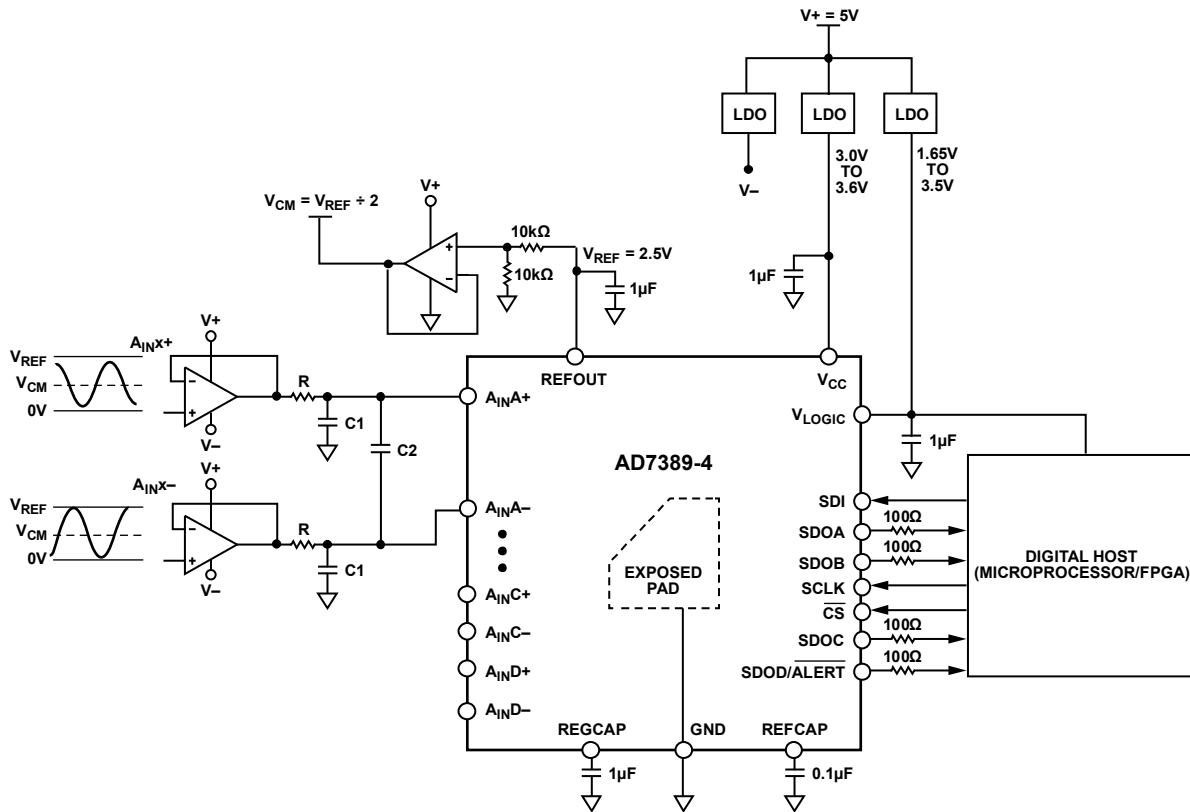 V+ = 5V
LDO
LDO
LDO
V–
3.0V
TO
3.6V
1.65V
TO
3.5V
VCM = VREF ÷ 2
V+
+
–
10kΩ
10kΩ
VREF = 2.5V
1µF
1µF
V+
AINx+
VREF
VCM
0V
–
+
V–
R
C1
C2
V+
AINx–
VREF
VCM
0V
–
+
V–
R
C1
REFOUT
VCC
AINA+
AINA–
AINC+
AINC–
AIND+
AIND–
AD7389-4
EXPOSED
PAD
VLOGIC
1µF
SDI
SDOA
100Ω
SDOB
100Ω
SCLK
CS
SDOC
100Ω
SDOD/ALERT
100Ω
DIGITAL HOST
(MICROPROCESSOR/FPGA)
REGCAP
GND
REFCAP
1µF
0.1µF